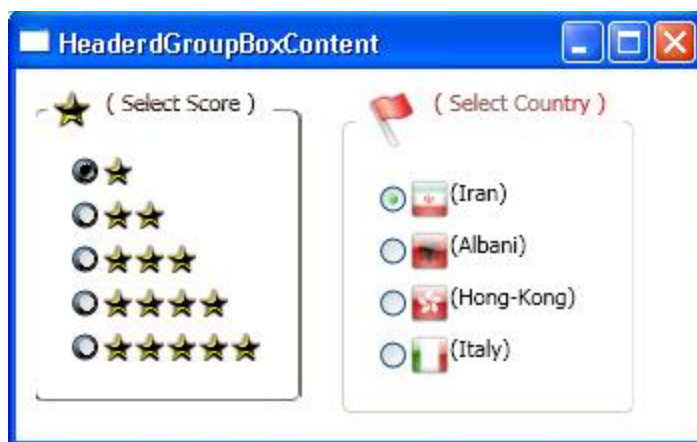 HeaderdGroupBoxContent
( Select Score )
( Select Country )
(Iran)
(Albani)
(Hong-Kong)
(Italy)